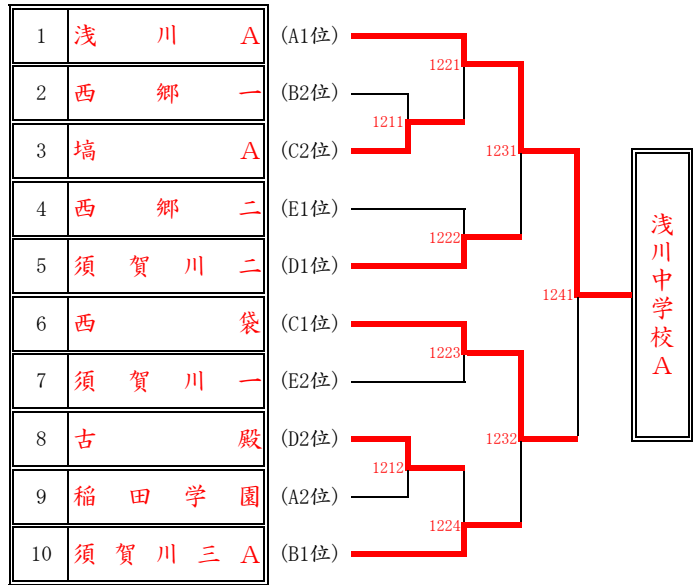 1 浅川A (A1位)
2 西郷一 (B2位)
3 塙A (C2位)
4 西郷二 (E1位)
5 須賀川二 (D1位)
6 西袋 (C1位)
7 須賀川一 (E2位)
8 古殿 (D2位)
9 稲田学園 (A2位)
10 須賀川三A (B1位)
1211
1212
1221
1222
1223
1224
1231
1232
1241
浅川中学校A